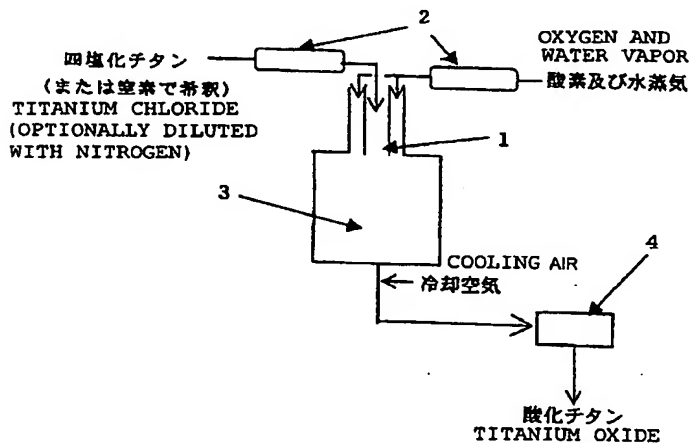 2
四塩化チタン
(または窒素で希釈)
TITANIUM CHLORIDE
(OPTIONALLY DILUTED
WITH NITROGEN)
OXYGEN AND
WATER VAPOR
酸素及び水蒸気
1
3
COOLING AIR
冷却空気
4
酸化チタン
TITANIUM OXIDE